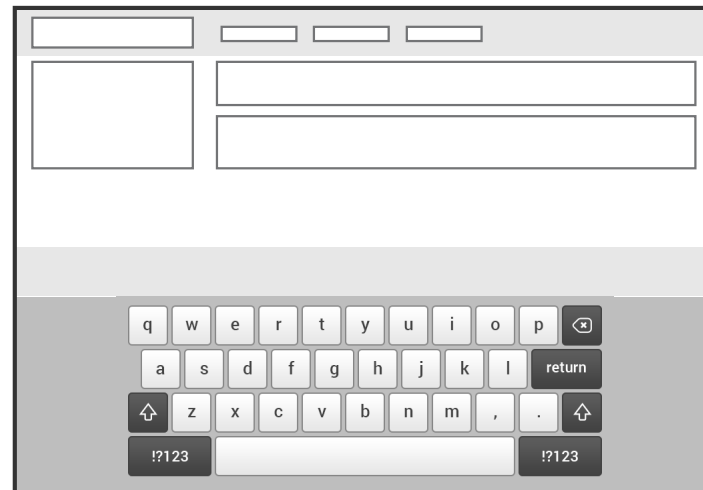 q w e r t y u i o p
a s d f g h j k l return
z x c v b n m , .
!?123 !?123